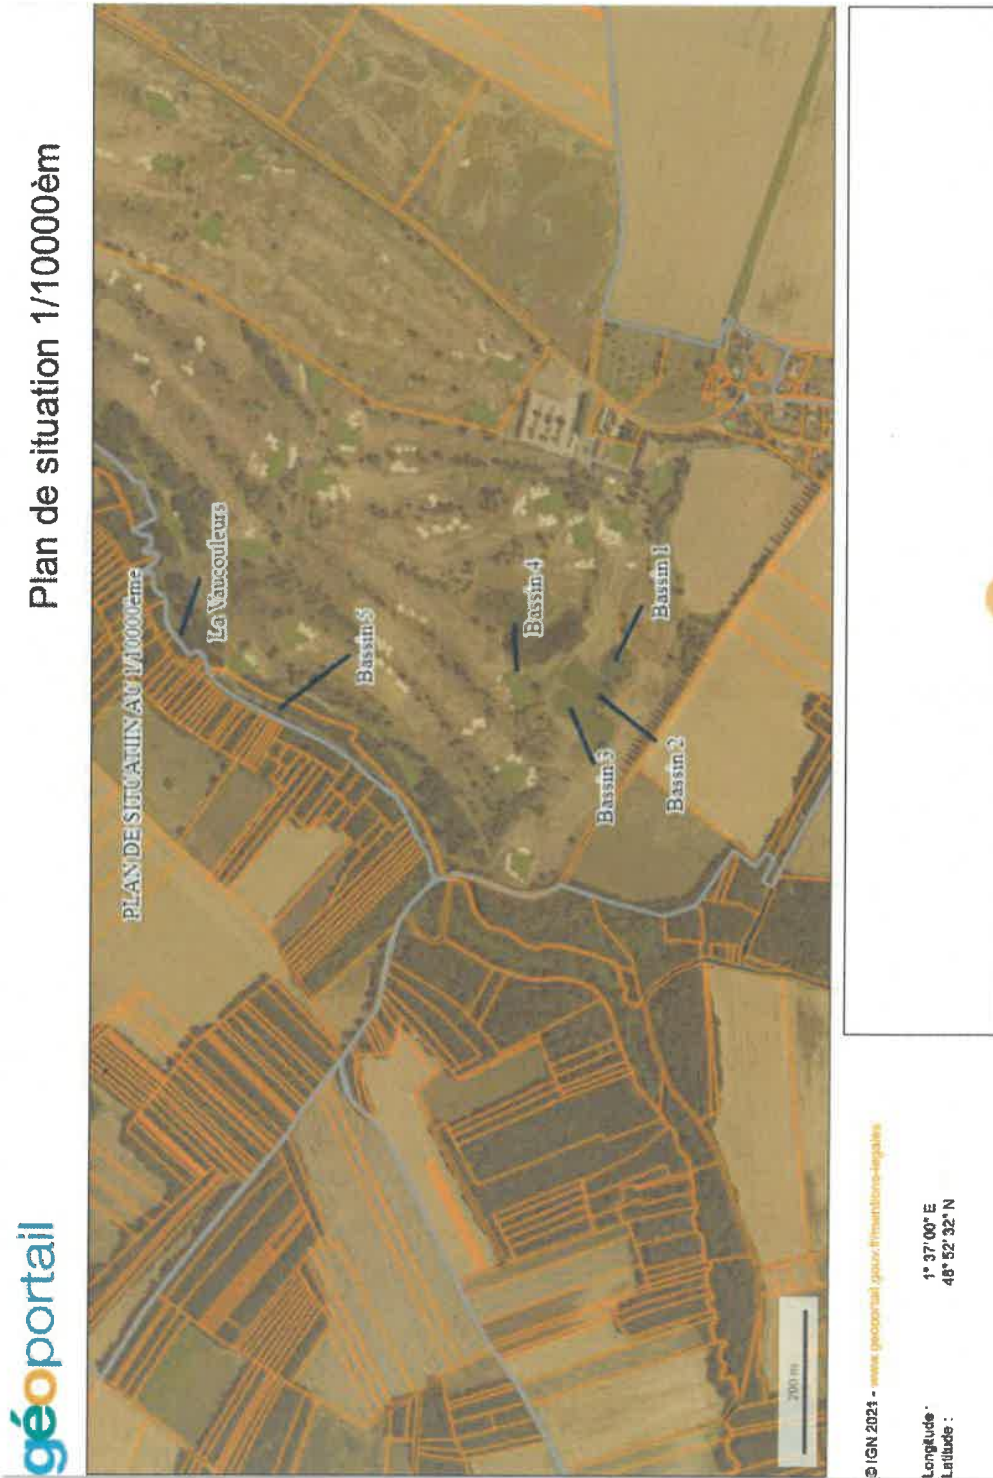 géoportail
Plan de situation 1/10000èm
PLAN DE SITUATIIN AU 1/10000ème
La Vaucouleurs
Bassin 5
Bassin 4
Bassin 1
Bassin 3
Bassin 2
200 m
© IGN 2021 - www.geoportail.gouv.fr/mentions-legales
Longitude : 1° 37' 00" E
Latitude : 48° 52' 32" N